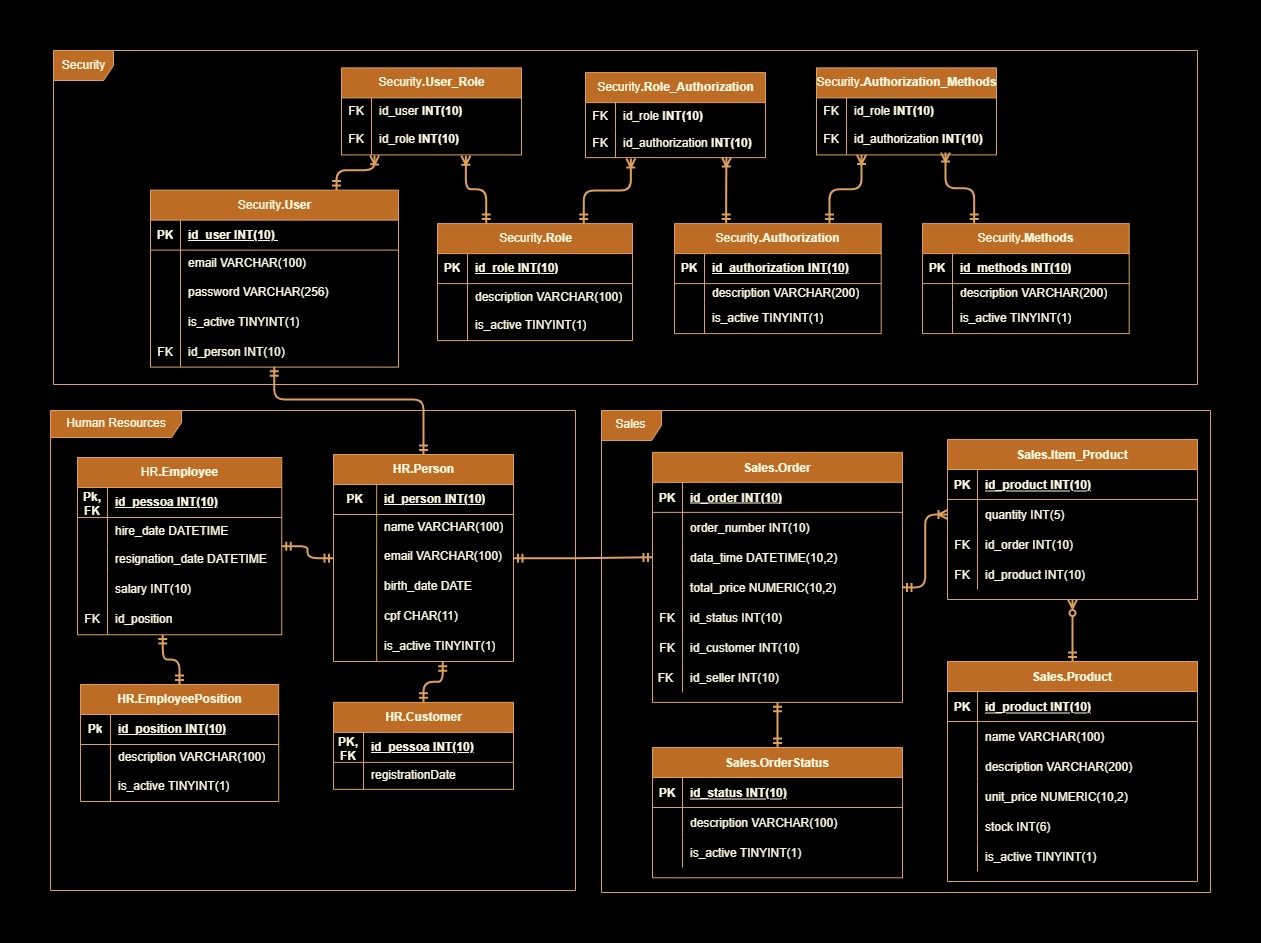 Security
Security.User_Role
FK id_user INT(10)
FK id_role INT(10)
Security.Role_Authorization
FK id_role INT(10)
FK id_authorization INT(10)
Security.Authorization_Methods
FK id_role INT(10)
FK id_authorization INT(10)
Security.User
PK id_user INT(10)
email VARCHAR(100)
password VARCHAR(256)
is_active TINYINT(1)
FK id_person INT(10)
Security.Role
PK id_role INT(10)
description VARCHAR(100)
is_active TINYINT(1)
Security.Authorization
PK id_authorization INT(10)
description VARCHAR(200)
is_active TINYINT(1)
Security.Methods
PK id_methods INT(10)
description VARCHAR(200)
is_active TINYINT(1)
Human Resources
HR.Employee
Pk,
FK id_pessoa INT(10)
hire_date DATETIME
resignation_date DATETIME
salary INT(10)
FK id_position
HR.Person
PK id_person INT(10)
name VARCHAR(100)
email VARCHAR(100)
birth_date DATE
cpf CHAR(11)
is_active TINYINT(1)
HR.EmployeePosition
Pk id_position INT(10)
description VARCHAR(100)
is_active TINYINT(1)
HR.Customer
PK,
FK id_pessoa INT(10)
registrationDate
Sales
Sales.Order
PK id_order INT(10)
order_number INT(10)
data_time DATETIME(10,2)
total_price NUMERIC(10,2)
FK id_status INT(10)
FK id_customer INT(10)
FK id_seller INT(10)
Sales.Item_Product
PK id_product INT(10)
quantity INT(5)
FK id_order INT(10)
FK id_product INT(10)
Sales.OrderStatus
PK id_status INT(10)
description VARCHAR(100)
is_active TINYINT(1)
Sales.Product
PK id_product INT(10)
name VARCHAR(100)
description VARCHAR(200)
unit_price NUMERIC(10,2)
stock INT(6)
is_active TINYINT(1)